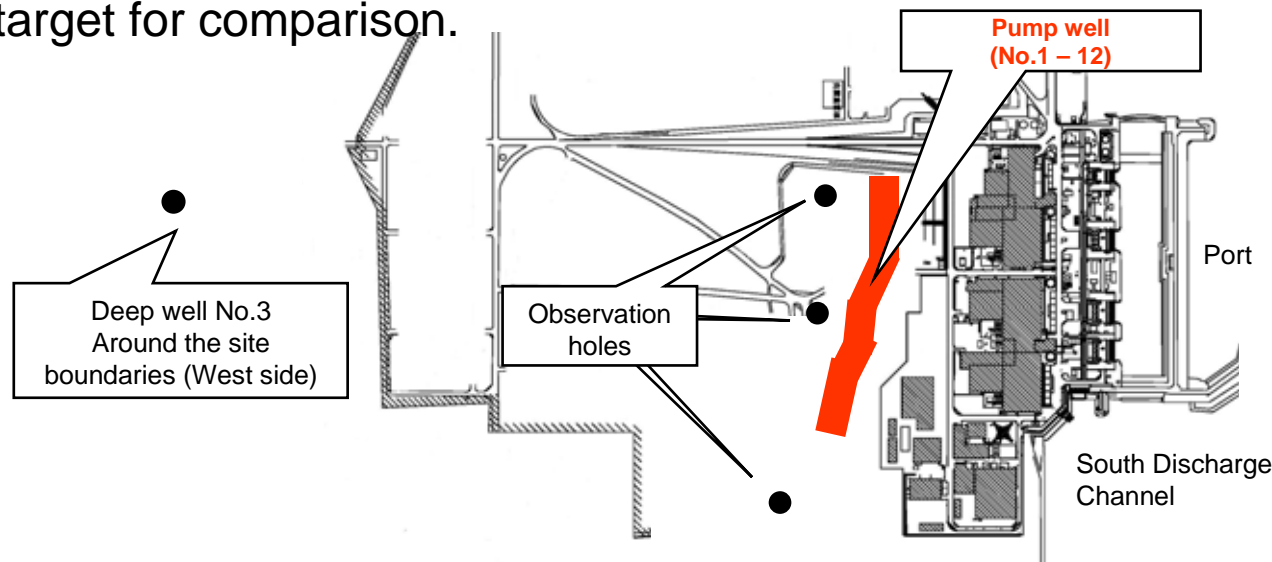 target for comparison.
Pump well
(No.1 – 12)
Port
Deep well No.3
Around the site
boundaries (West side)
Observation
holes
South Discharge
Channel